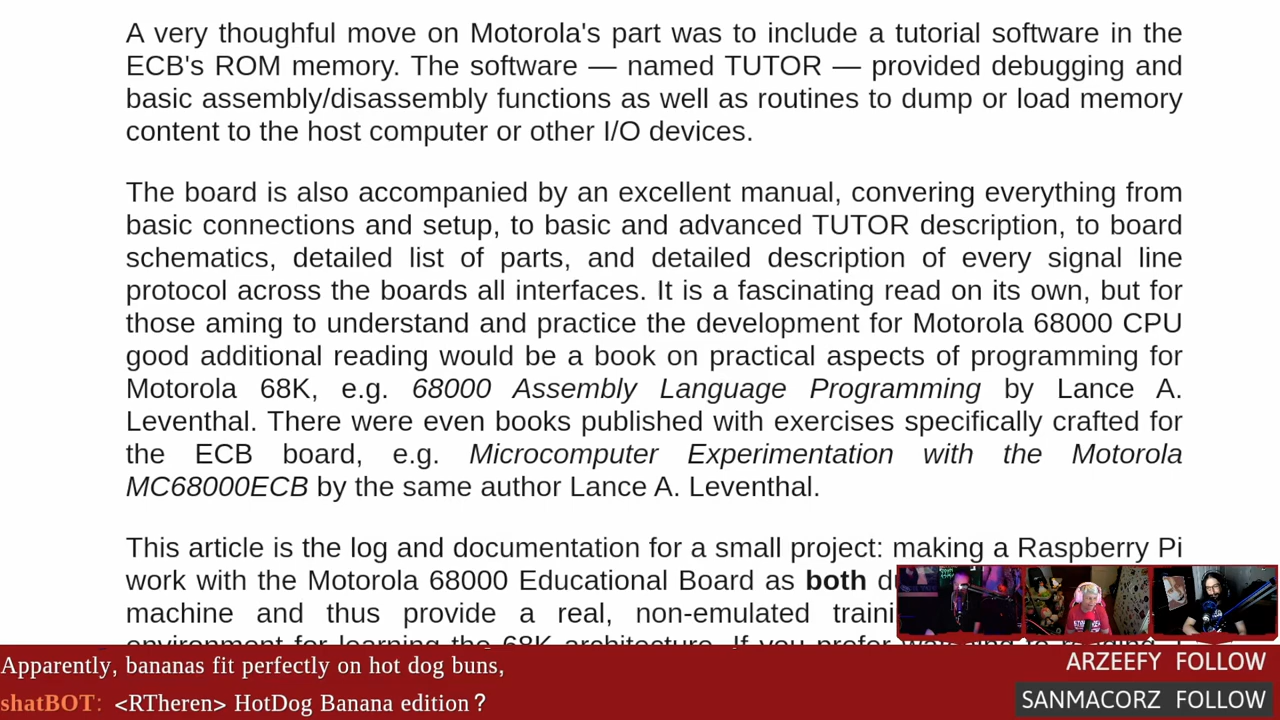 A very thoughtful move on Motorola's part was to include a tutorial software in the
ECB's ROM memory. The software — named TUTOR — provided debugging and
basic assembly/disassembly functions as well as routines to dump or load memory
content to the host computer or other I/O devices.
The board is also accompanied by an excellent manual, convering everything from
basic connections and setup, to basic and advanced TUTOR description, to board
schematics, detailed list of parts, and detailed description of every signal line
protocol across the boards all interfaces. It is a fascinating read on its own, but for
those aming to understand and practice the development for Motorola 68000 CPU
good additional reading would be a book on practical aspects of programming for
Motorola 68K, e.g. 68000 Assembly Language Programming by Lance A.
Leventhal. There were even books published with exercises specifically crafted for
the ECB board, e.g. Microcomputer Experimentation with the Motorola
MC68000ECB by the same author Lance A. Leventhal.
This article is the log and documentation for a small project: making a Raspberry Pi
work with the Motorola 68000 Educational Board as both
machine and thus provide a real, non-emulated
environment for learning the 68K architecture. If you prefer
Apparently, bananas fit perfectly on hot dog buns,
shatBOT: <RTheren> HotDog Banana edition ?
ARZEEFY FOLLOW
SANMACORZ FOLLOW